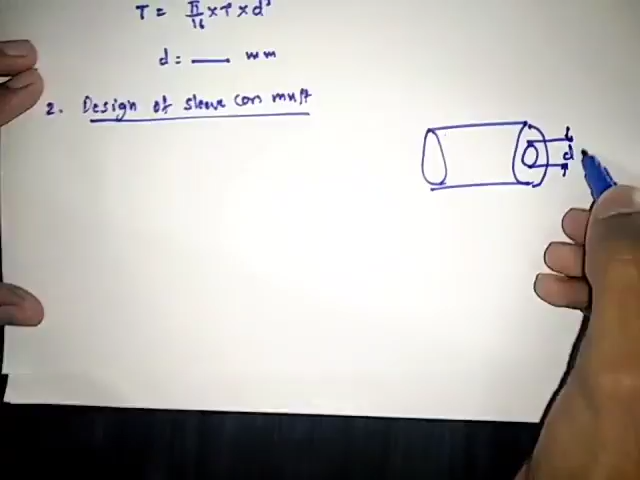 T = π/16 × τ × d³
d = ___ mm
2. Design of sleeve (or) muff
d